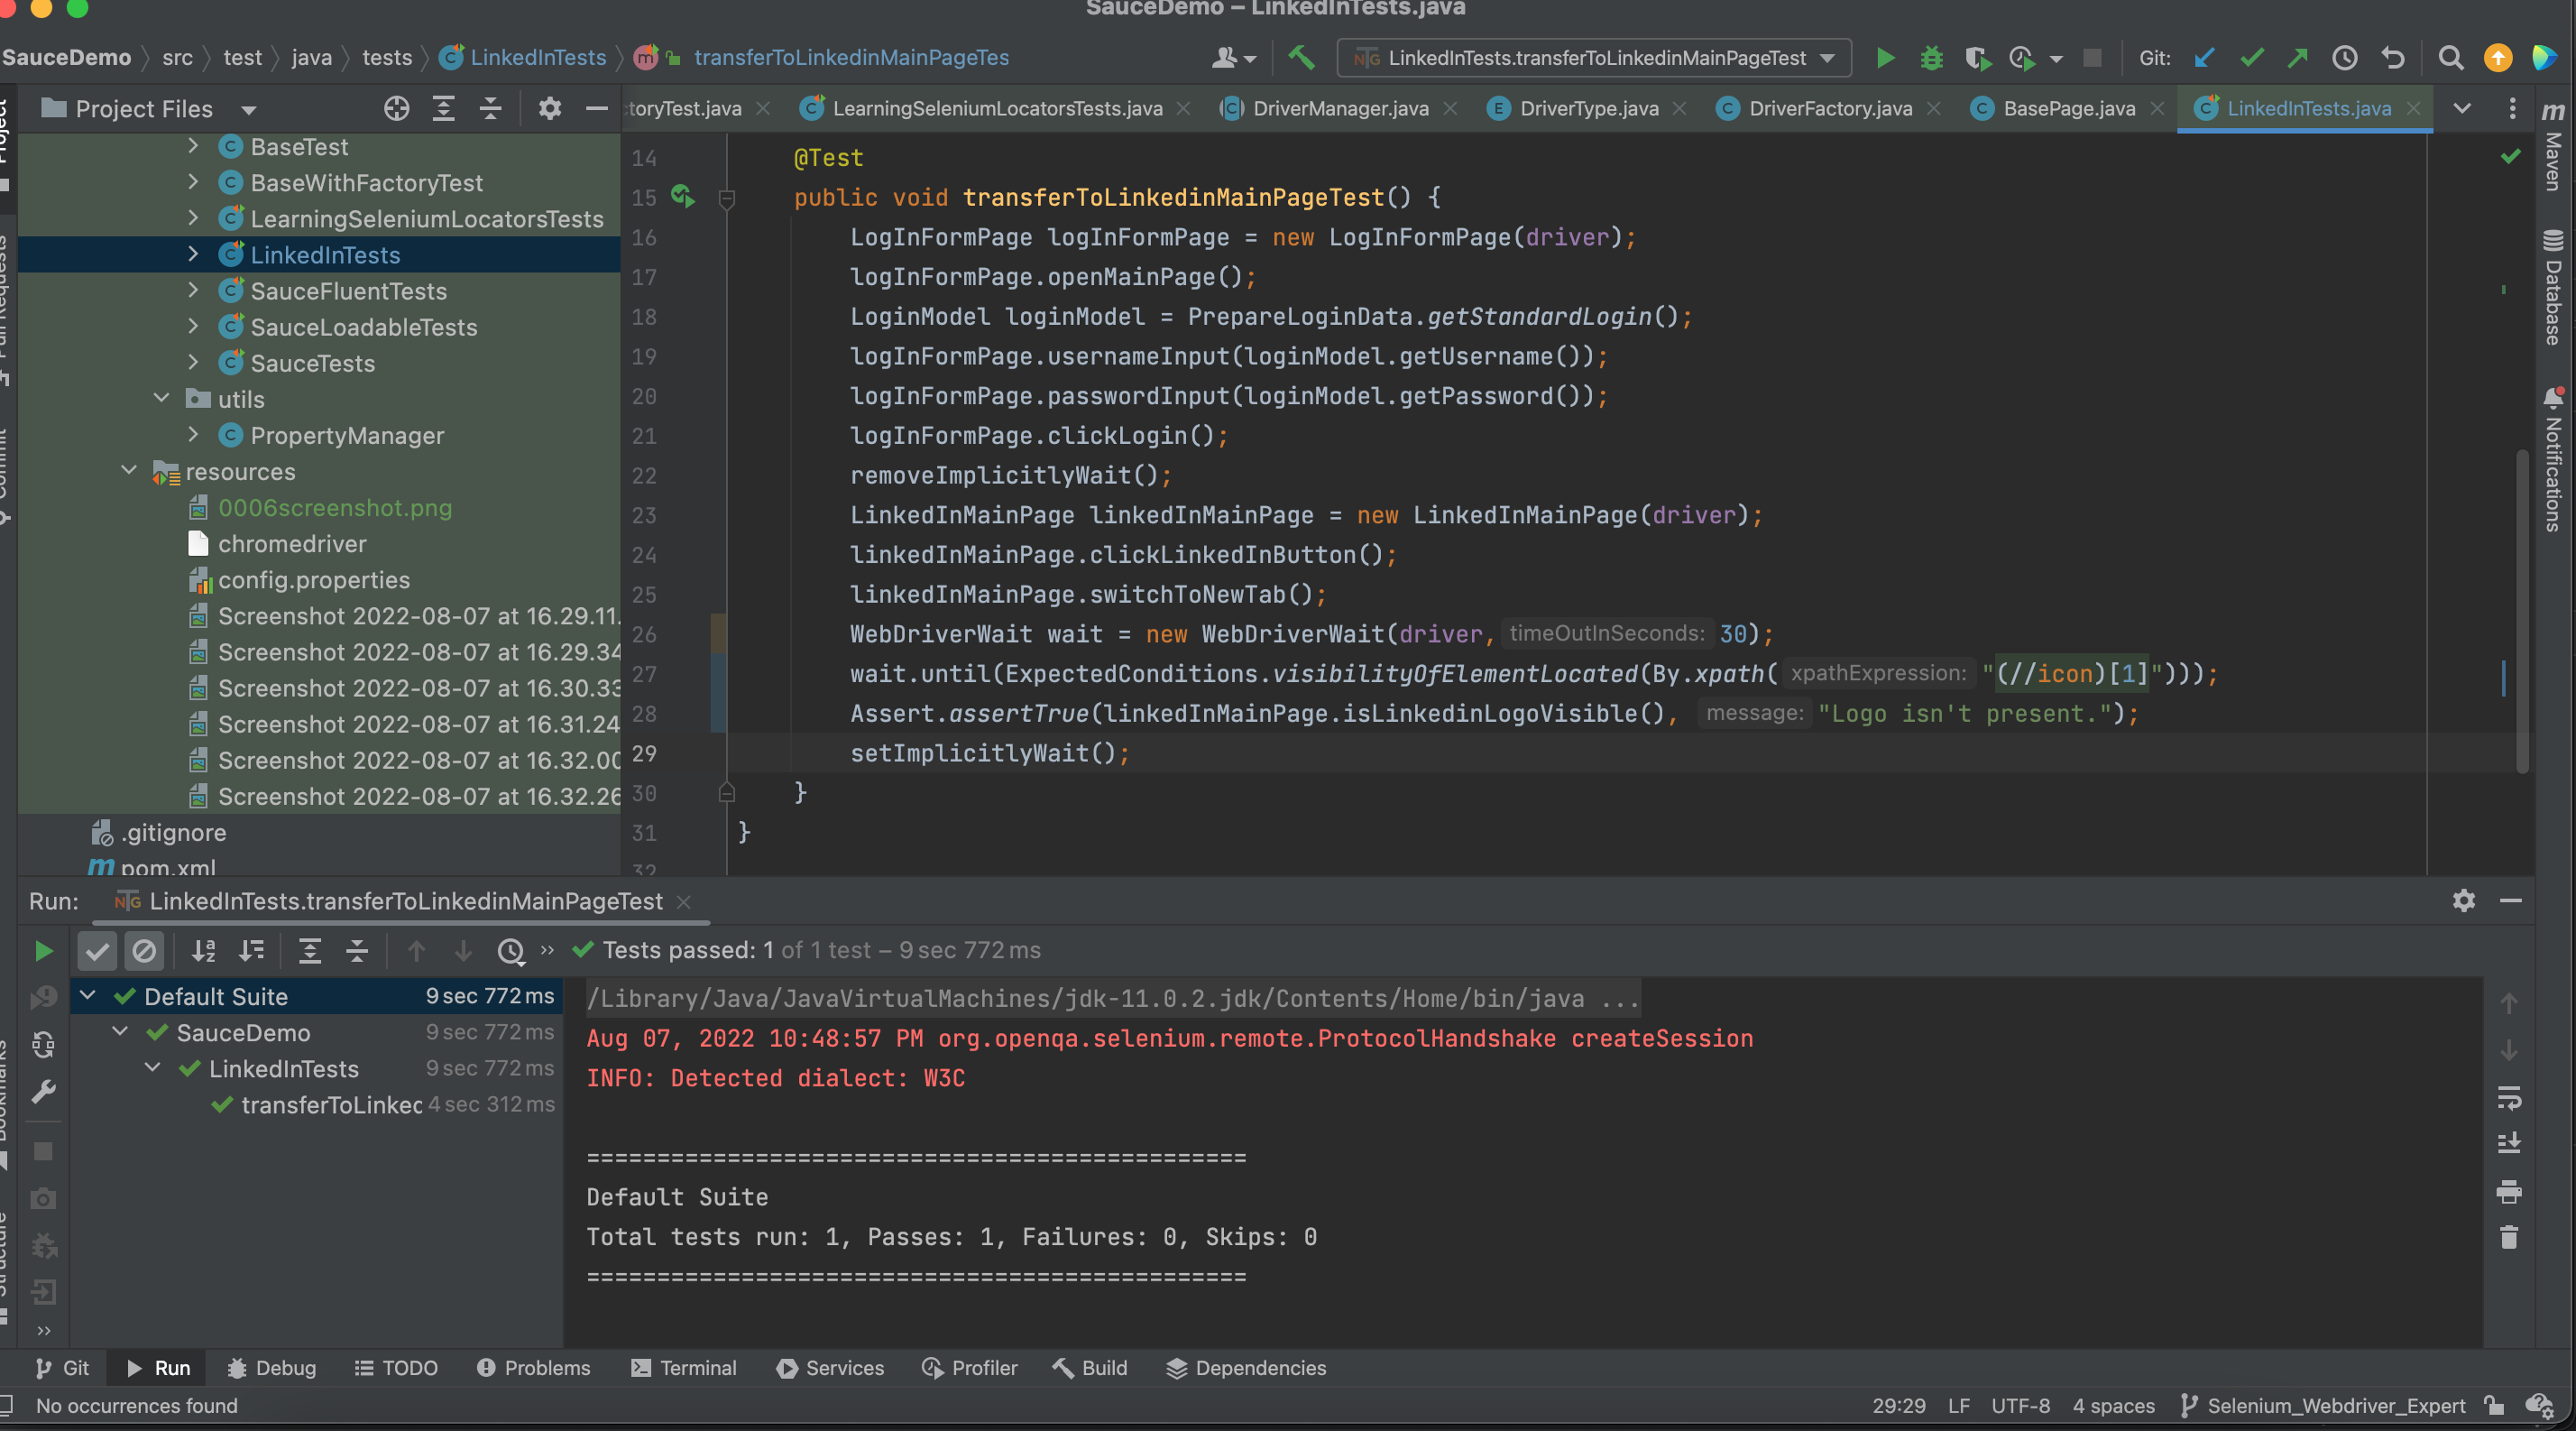 SauceDemo – LinkedInTests.java
SauceDemo src test java tests LinkedInTests transferToLinkedinMainPageTes
LinkedInTests.transferToLinkedinMainPageTest
Git:
Project
Pull Requests
Commit
Bookmarks
Structure
Project Files
BaseTest
BaseWithFactoryTest
LearningSeleniumLocatorsTests
LinkedInTests
SauceFluentTests
SauceLoadableTests
SauceTests
utils
PropertyManager
resources
0006screenshot.png
chromedriver
config.properties
Screenshot 2022-08-07 at 16.29.11.
Screenshot 2022-08-07 at 16.29.34
Screenshot 2022-08-07 at 16.30.33
Screenshot 2022-08-07 at 16.31.24
Screenshot 2022-08-07 at 16.32.00
Screenshot 2022-08-07 at 16.32.26
.gitignore
pom.xml
toryTest.java LearningSeleniumLocatorsTests.java DriverManager.java DriverType.java DriverFactory.java BasePage.java LinkedInTests.java
14 @Test
15 public void transferToLinkedinMainPageTest() {
16 LogInFormPage logInFormPage = new LogInFormPage(driver);
17 logInFormPage.openMainPage();
18 LoginModel loginModel = PrepareLoginData.getStandardLogin();
19 logInFormPage.usernameInput(loginModel.getUsername());
20 logInFormPage.passwordInput(loginModel.getPassword());
21 logInFormPage.clickLogin();
22 removeImplicitlyWait();
23 LinkedInMainPage linkedInMainPage = new LinkedInMainPage(driver);
24 linkedInMainPage.clickLinkedInButton();
25 linkedInMainPage.switchToNewTab();
26 WebDriverWait wait = new WebDriverWait(driver, timeOutInSeconds: 30);
27 wait.until(ExpectedConditions.visibilityOfElementLocated(By.xpath( xpathExpression: "(//icon)[1]")));
28 Assert.assertTrue(linkedInMainPage.isLinkedinLogoVisible(), message: "Logo isn't present.");
29 setImplicitlyWait();
30 }
31 }
32
Maven
Database
Notifications
Run: LinkedInTests.transferToLinkedinMainPageTest
Tests passed: 1 of 1 test – 9 sec 772 ms
Default Suite 9 sec 772 ms
SauceDemo 9 sec 772 ms
LinkedInTests 9 sec 772 ms
transferToLinkec 4 sec 312 ms
/Library/Java/JavaVirtualMachines/jdk-11.0.2.jdk/Contents/Home/bin/java ...
Aug 07, 2022 10:48:57 PM org.openqa.selenium.remote.ProtocolHandshake createSession
INFO: Detected dialect: W3C
===============================================
Default Suite
Total tests run: 1, Passes: 1, Failures: 0, Skips: 0
===============================================
Git Run Debug TODO Problems Terminal Services Profiler Build Dependencies
No occurrences found
29:29 LF UTF-8 4 spaces Selenium_Webdriver_Expert